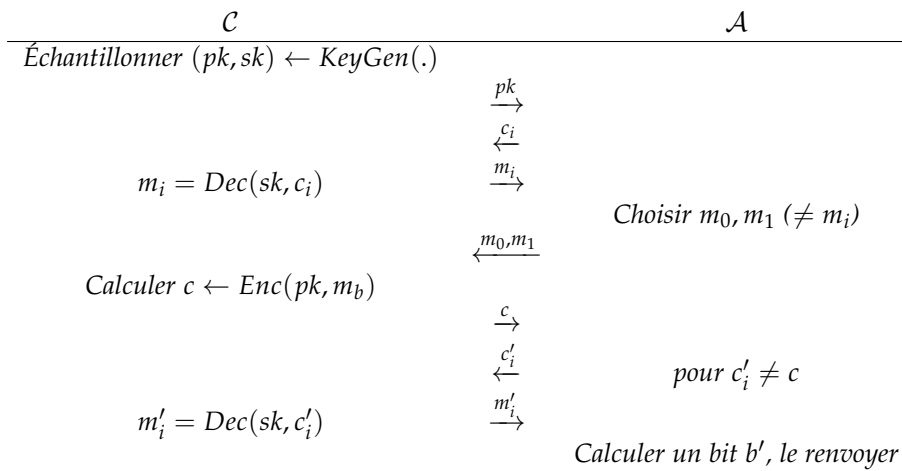 C A
Échantillonner (pk, sk) ← KeyGen(.)
pk →
c_i ←
m_i = Dec(sk, c_i) m_i →
Choisir m_0, m_1 (≠ m_i)
m_0, m_1 ←
Calculer c ← Enc(pk, m_b)
c →
c'_i ← pour c'_i ≠ c
m'_i = Dec(sk, c'_i) m'_i →
Calculer un bit b', le renvoyer